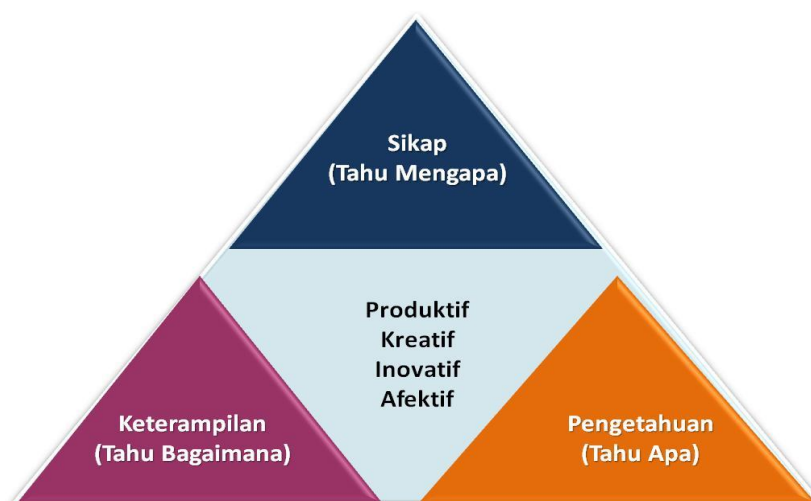 Sikap
(Tahu Mengapa)
Produktif
Kreatif
Inovatif
Afektif
Keterampilan
(Tahu Bagaimana)
Pengetahuan
(Tahu Apa)